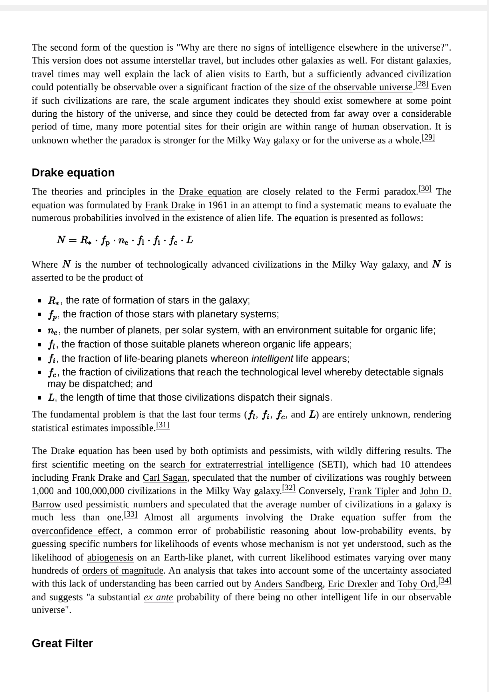 The second form of the question is "Why are there no signs of intelligence elsewhere in the universe?".
This version does not assume interstellar travel, but includes other galaxies as well. For distant galaxies,
travel times may well explain the lack of alien visits to Earth, but a sufficiently advanced civilization
could potentially be observable over a significant fraction of the size of the observable universe.[28] Even
if such civilizations are rare, the scale argument indicates they should exist somewhere at some point
during the history of the universe, and since they could be detected from far away over a considerable
period of time, many more potential sites for their origin are within range of human observation. It is
unknown whether the paradox is stronger for the Milky Way galaxy or for the universe as a whole.[29]
Drake equation
The theories and principles in the Drake equation are closely related to the Fermi paradox.[30] The
equation was formulated by Frank Drake in 1961 in an attempt to find a systematic means to evaluate the
numerous probabilities involved in the existence of alien life. The equation is presented as follows:
N = R* · fp · ne · fl · fi · fc · L
Where N is the number of technologically advanced civilizations in the Milky Way galaxy, and N is
asserted to be the product of
▪ R*, the rate of formation of stars in the galaxy;
▪ fp, the fraction of those stars with planetary systems;
▪ ne, the number of planets, per solar system, with an environment suitable for organic life;
▪ fl, the fraction of those suitable planets whereon organic life appears;
▪ fi, the fraction of life-bearing planets whereon intelligent life appears;
▪ fc, the fraction of civilizations that reach the technological level whereby detectable signals
may be dispatched; and
▪ L, the length of time that those civilizations dispatch their signals.
The fundamental problem is that the last four terms (fl, fi, fc, and L) are entirely unknown, rendering
statistical estimates impossible.[31]
The Drake equation has been used by both optimists and pessimists, with wildly differing results. The
first scientific meeting on the search for extraterrestrial intelligence (SETI), which had 10 attendees
including Frank Drake and Carl Sagan, speculated that the number of civilizations was roughly between
1,000 and 100,000,000 civilizations in the Milky Way galaxy.[32] Conversely, Frank Tipler and John D.
Barrow used pessimistic numbers and speculated that the average number of civilizations in a galaxy is
much less than one.[33] Almost all arguments involving the Drake equation suffer from the
overconfidence effect, a common error of probabilistic reasoning about low-probability events, by
guessing specific numbers for likelihoods of events whose mechanism is not yet understood, such as the
likelihood of abiogenesis on an Earth-like planet, with current likelihood estimates varying over many
hundreds of orders of magnitude. An analysis that takes into account some of the uncertainty associated
with this lack of understanding has been carried out by Anders Sandberg, Eric Drexler and Toby Ord,[34]
and suggests "a substantial ex ante probability of there being no other intelligent life in our observable
universe".
Great Filter